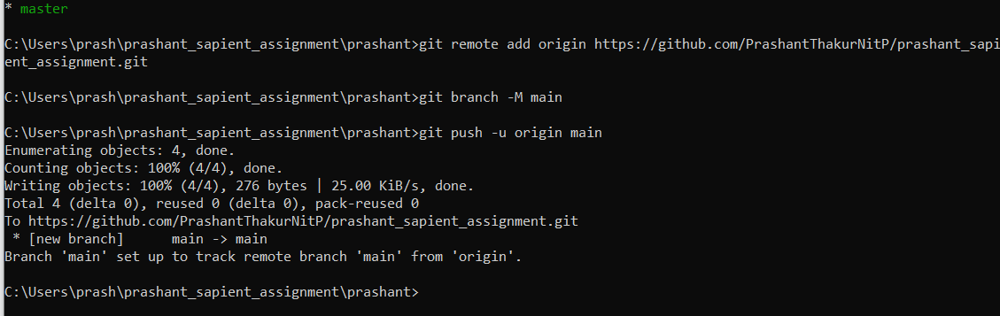 * master
C:\Users\prash\prashant_sapient_assignment\prashant>git remote add origin https://github.com/PrashantThakurNitP/prashant_sapi
ent_assignment.git
C:\Users\prash\prashant_sapient_assignment\prashant>git branch -M main
C:\Users\prash\prashant_sapient_assignment\prashant>git push -u origin main
Enumerating objects: 4, done.
Counting objects: 100% (4/4), done.
Writing objects: 100% (4/4), 276 bytes | 25.00 KiB/s, done.
Total 4 (delta 0), reused 0 (delta 0), pack-reused 0
To https://github.com/PrashantThakurNitP/prashant_sapient_assignment.git
 * [new branch]      main -> main
Branch 'main' set up to track remote branch 'main' from 'origin'.
C:\Users\prash\prashant_sapient_assignment\prashant>